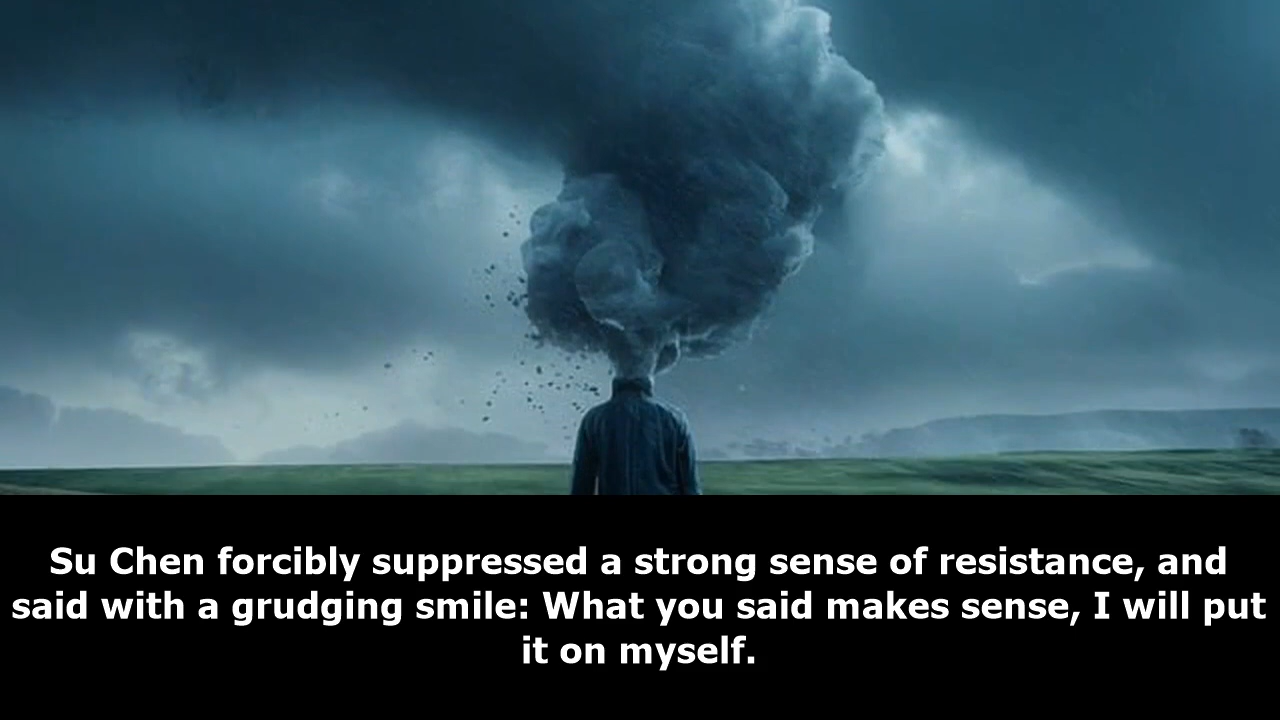 Su Chen forcibly suppressed a strong sense of resistance, and
said with a grudging smile: What you said makes sense, I will put
it on myself.